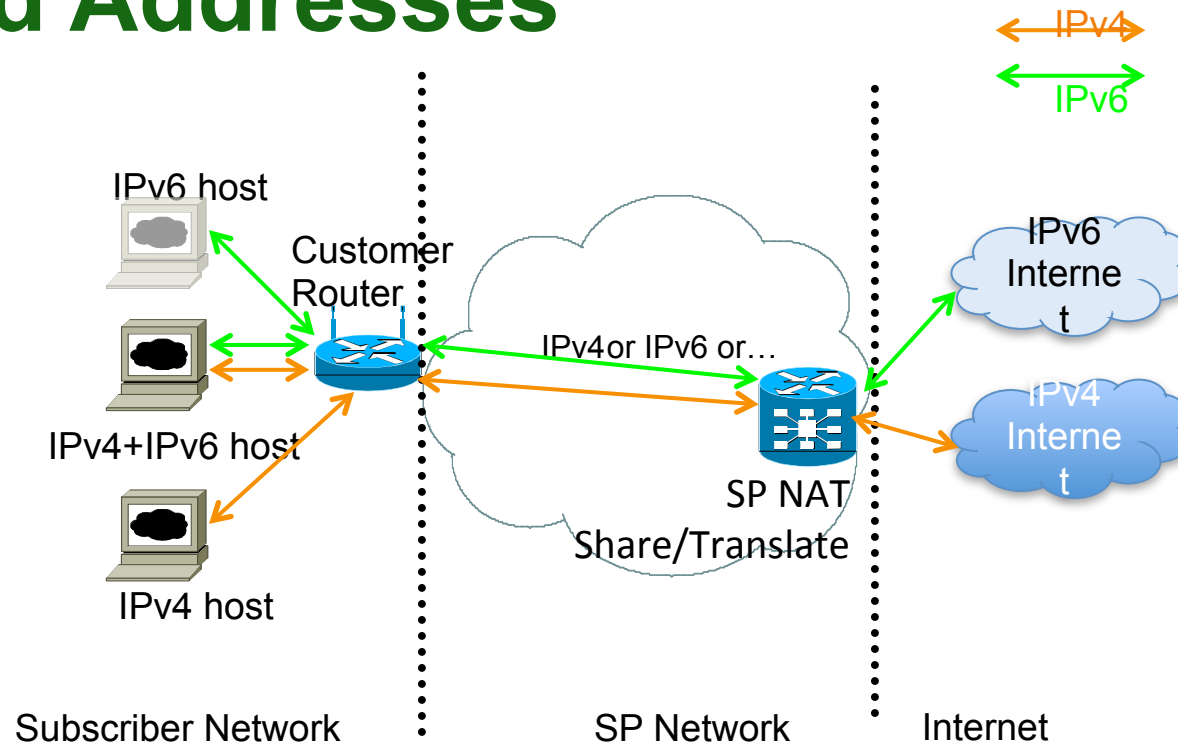 d Addresses
IPv4
IPv6
IPv6 host
Customer
Router
IPv6
Interne
t
IPv4or IPv6 or…
IPv4+IPv6 host
IPv4
Interne
t
SP NAT
Share/Translate
IPv4 host
Subscriber Network
SP Network
Internet